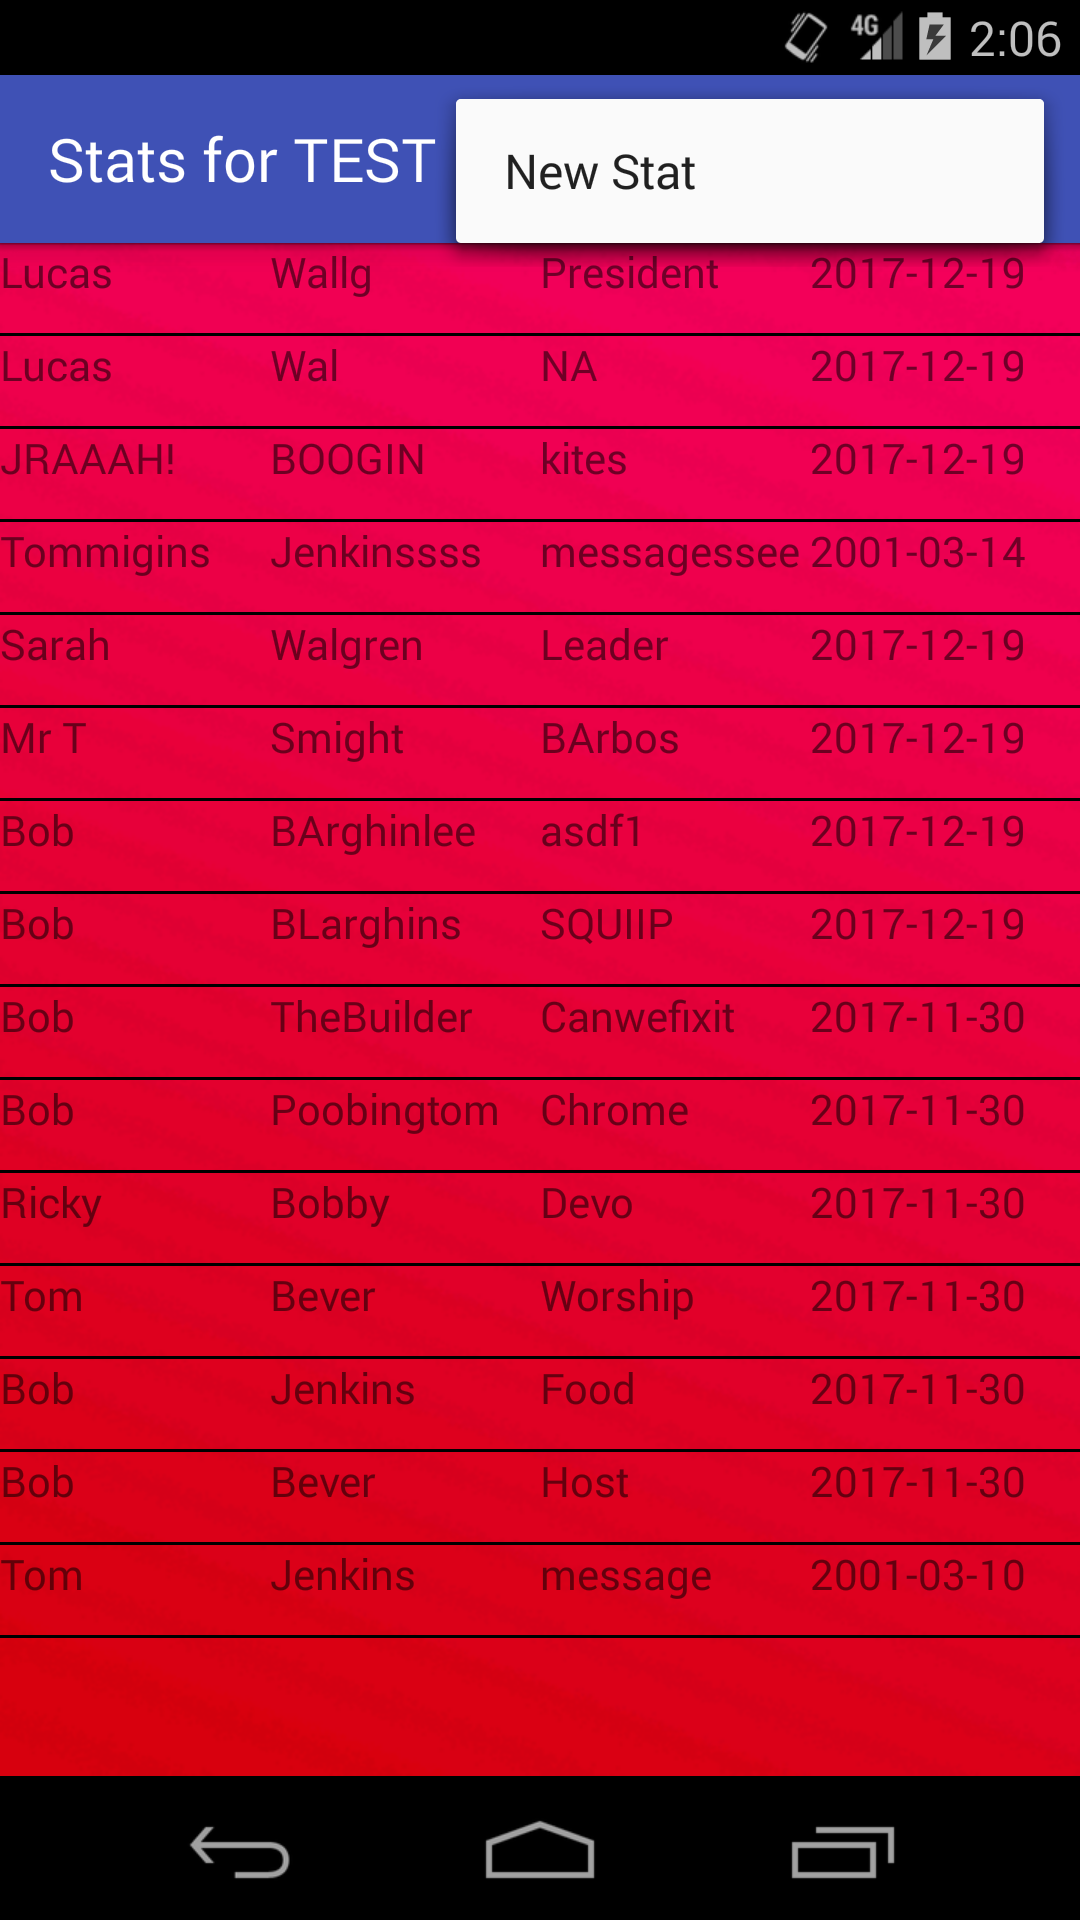 4G 2:06
Stats for TEST New Stat
Lucas Wallg President 2017-12-19
Lucas Wal NA 2017-12-19
JRAAAH! BOOGIN kites 2017-12-19
Tommigins Jenkinssss messagessee 2001-03-14
Sarah Walgren Leader 2017-12-19
Mr T Smight BArbos 2017-12-19
Bob BArghinlee asdf1 2017-12-19
Bob BLarghins SQUIIP 2017-12-19
Bob TheBuilder Canwefixit 2017-11-30
Bob Poobingtom Chrome 2017-11-30
Ricky Bobby Devo 2017-11-30
Tom Bever Worship 2017-11-30
Bob Jenkins Food 2017-11-30
Bob Bever Host 2017-11-30
Tom Jenkins message 2001-03-10